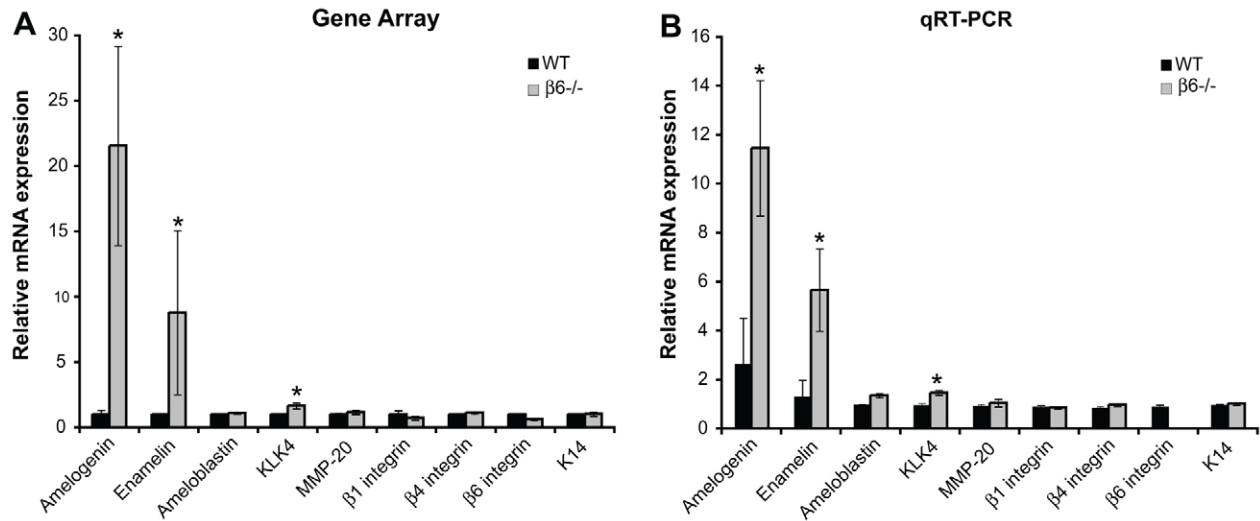 A
Gene Array
Relative mRNA expression
30
25
20
15
10
5
0
WT
β6-/-
*
*
*
Amelogenin
Enamelin
Ameloblastin
KLK4
MMP-20
β1 integrin
β4 integrin
β6 integrin
K14
B
qRT-PCR
Relative mRNA expression
16
14
12
10
8
6
4
2
0
WT
β6-/-
*
*
*
Amelogenin
Enamelin
Ameloblastin
KLK4
MMP-20
β1 integrin
β4 integrin
β6 integrin
K14